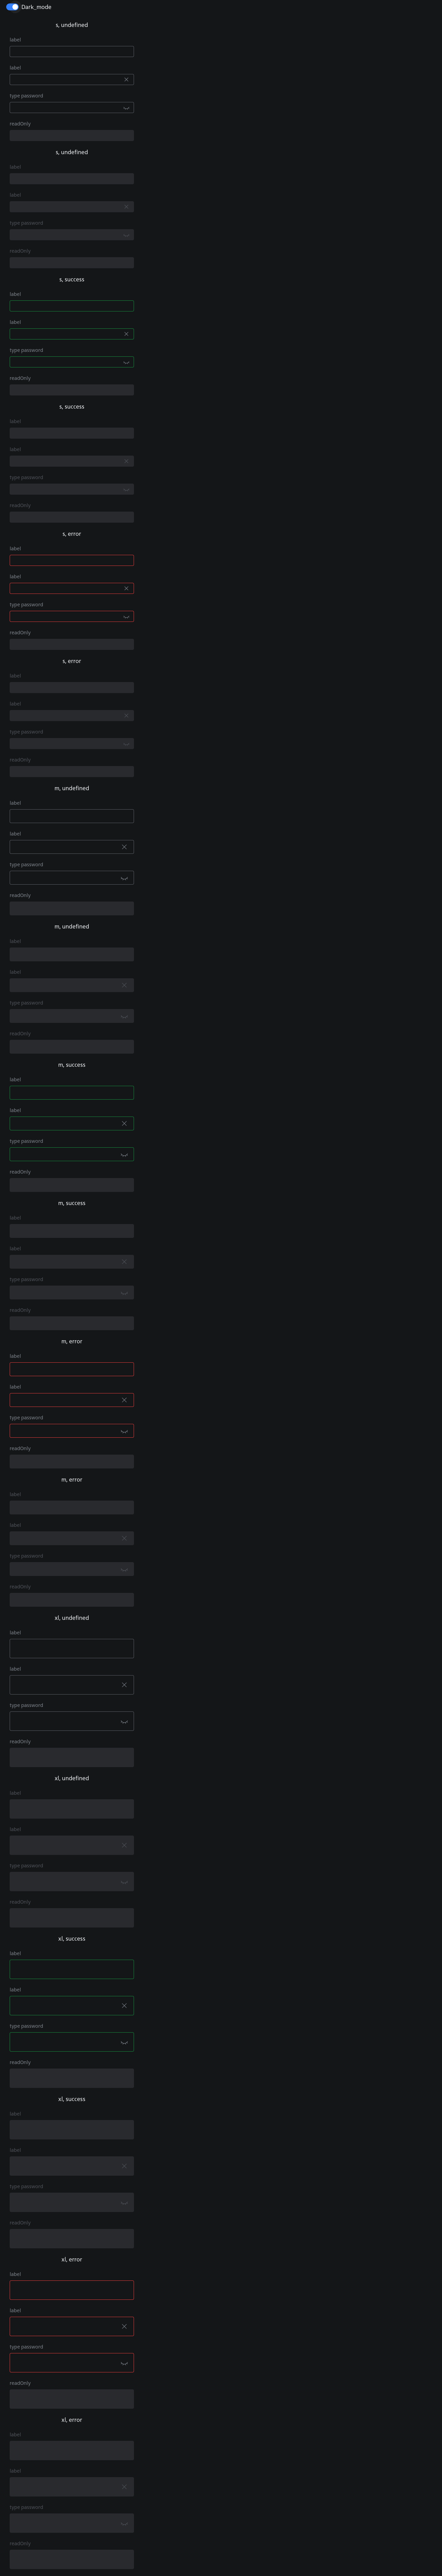 Dark_mode
s, undefined
label
label
type password
readOnly
s, undefined
label
label
type password
readOnly
s, success
label
label
type password
readOnly
s, success
label
label
type password
readOnly
s, error
label
label
type password
readOnly
s, error
label
label
type password
readOnly
m, undefined
label
label
type password
readOnly
m, undefined
label
label
type password
readOnly
m, success
label
label
type password
readOnly
m, success
label
label
type password
readOnly
m, error
label
label
type password
readOnly
m, error
label
label
type password
readOnly
xl, undefined
label
label
type password
readOnly
xl, undefined
label
label
type password
readOnly
xl, success
label
label
type password
readOnly
xl, success
label
label
type password
readOnly
xl, error
label
label
type password
readOnly
xl, error
label
label
type password
readOnly